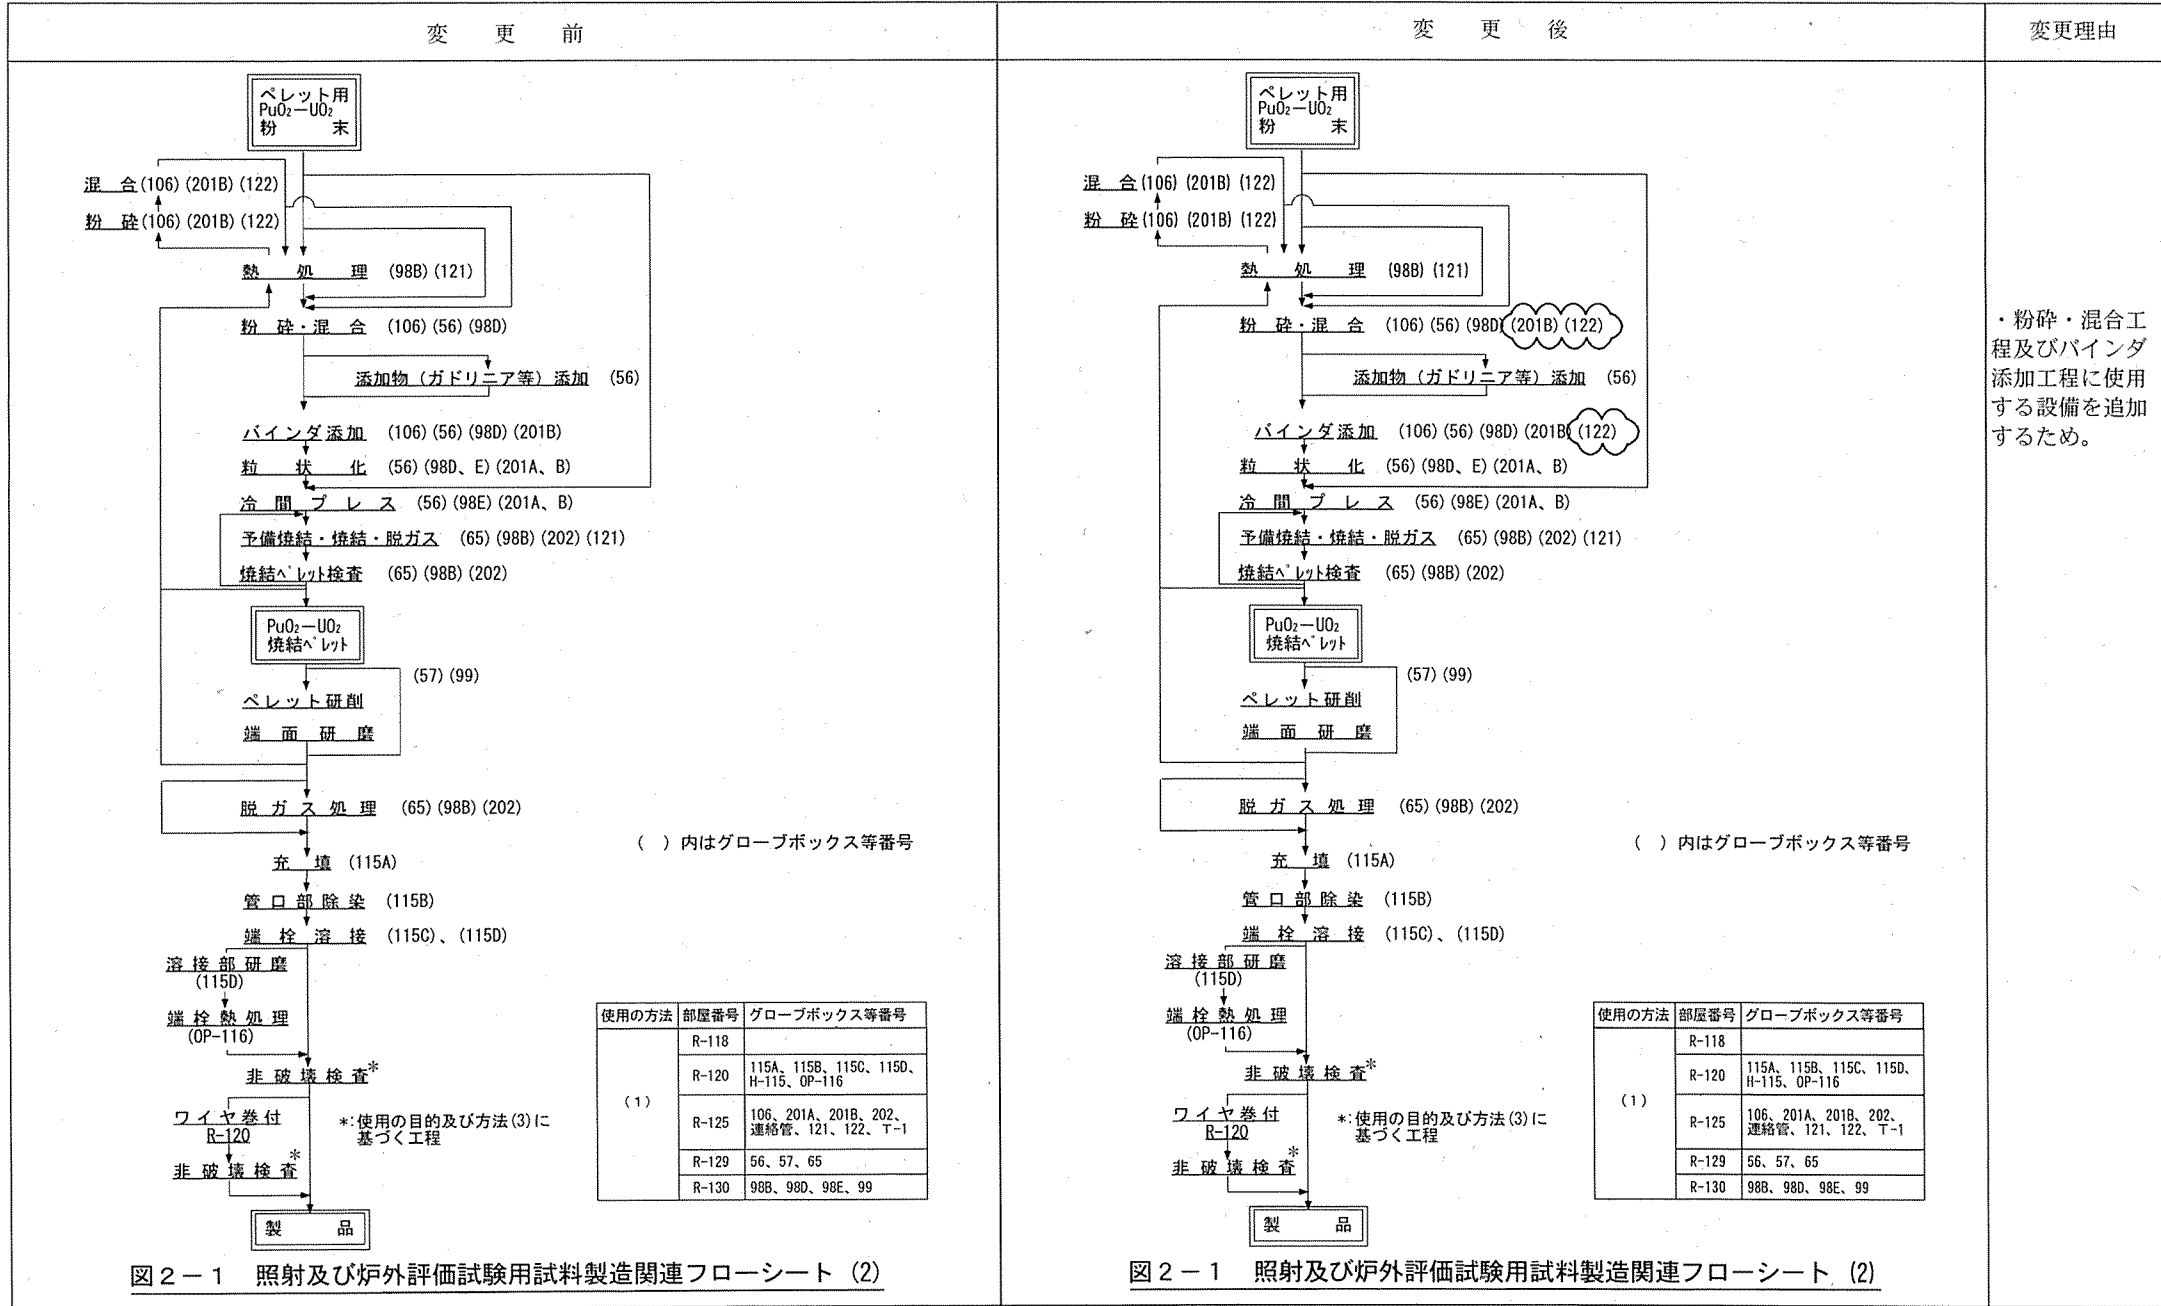 変更前
変更後
変更理由
ペレット用
PuO₂－UO₂
粉末
混合(106)(201B)(122)
粉砕(106)(201B)(122)
熱処理 (98B)(121)
粉砕・混合 (106)(56)(98D)
添加物（ガドリニア等）添加 (56)
バインダ添加 (106)(56)(98D)(201B)
粒状化 (56)(98D、E)(201A、B)
冷間プレス (56)(98E)(201A、B)
予備焼結・焼結・脱ガス (65)(98B)(202)(121)
焼結ペレット検査 (65)(98B)(202)
PuO₂－UO₂
焼結ペレット
(57)(99)
ペレット研削
端面研磨
脱ガス処理 (65)(98B)(202)
（ ）内はグローブボックス等番号
充填 (115A)
管口部除染 (115B)
端栓溶接 (115C)、(115D)
溶接部研磨
(115D)
端栓熱処理
(OP-116)
非破壊検査*
ワイヤ巻付
R-120
非破壊検査*
*:使用の目的及び方法(3)に
基づく工程
製品
使用の方法 部屋番号 グローブボックス等番号
(1)
R-118
R-120 115A、115B、115C、115D、
H-115、OP-116
R-125 106、201A、201B、202、
連絡管、121、122、T-1
R-129 56、57、65
R-130 98B、98D、98E、99
図２－１ 照射及び炉外評価試験用試料製造関連フローシート (2)
ペレット用
PuO₂－UO₂
粉末
混合(106)(201B)(122)
粉砕(106)(201B)(122)
熱処理 (98B)(121)
粉砕・混合 (106)(56)(98D)(201B)(122)
添加物（ガドリニア等）添加 (56)
バインダ添加 (106)(56)(98D)(201B)(122)
粒状化 (56)(98D、E)(201A、B)
冷間プレス (56)(98E)(201A、B)
予備焼結・焼結・脱ガス (65)(98B)(202)(121)
焼結ペレット検査 (65)(98B)(202)
PuO₂－UO₂
焼結ペレット
(57)(99)
ペレット研削
端面研磨
脱ガス処理 (65)(98B)(202)
（ ）内はグローブボックス等番号
充填 (115A)
管口部除染 (115B)
端栓溶接 (115C)、(115D)
溶接部研磨
(115D)
端栓熱処理
(OP-116)
非破壊検査*
ワイヤ巻付
R-120
非破壊検査*
*:使用の目的及び方法(3)に
基づく工程
製品
使用の方法 部屋番号 グローブボックス等番号
(1)
R-118
R-120 115A、115B、115C、115D、
H-115、OP-116
R-125 106、201A、201B、202、
連絡管、121、122、T-1
R-129 56、57、65
R-130 98B、98D、98E、99
図２－１ 照射及び炉外評価試験用試料製造関連フローシート (2)
・粉砕・混合工
程及びバインダ
添加工程に使用
する設備を追加
するため。